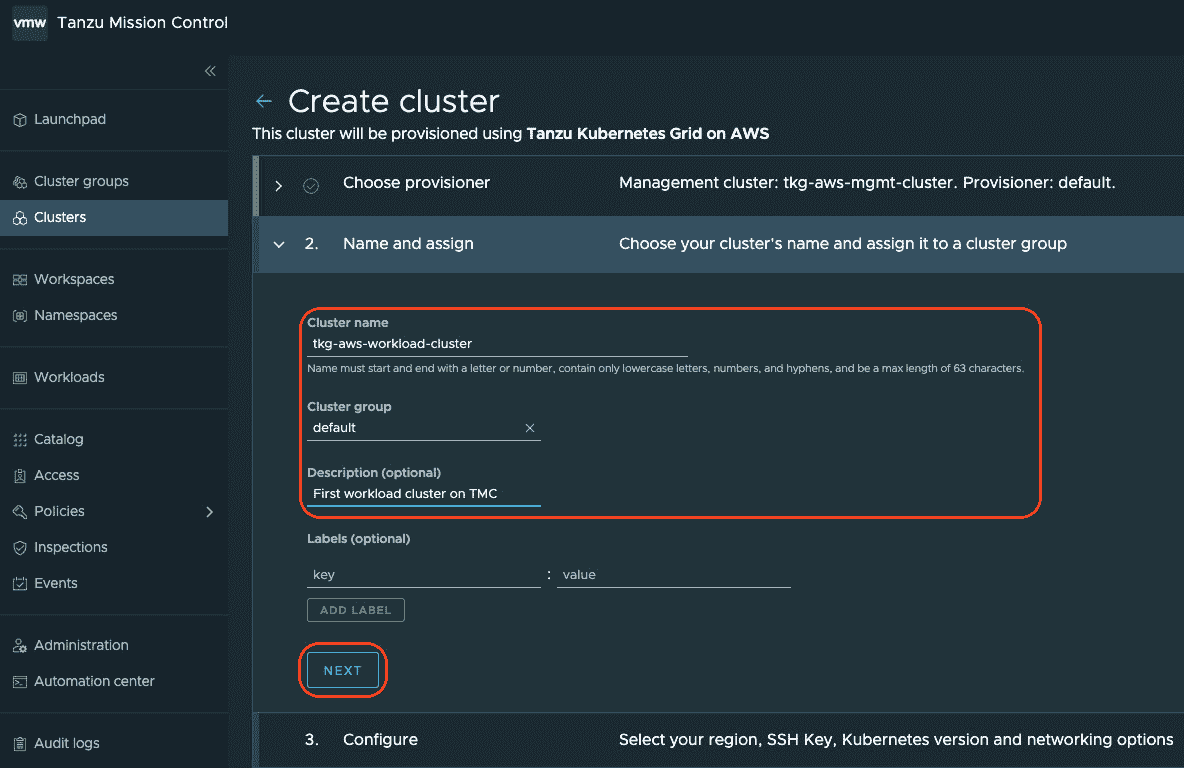 vmw Tanzu Mission Control
Launchpad
Cluster groups
Clusters
Workspaces
Namespaces
Workloads
Catalog
Access
Policies
Inspections
Events
Administration
Automation center
Audit logs
Create cluster
This cluster will be provisioned using Tanzu Kubernetes Grid on AWS
Choose provisioner Management cluster: tkg-aws-mgmt-cluster. Provisioner: default.
2. Name and assign Choose your cluster's name and assign it to a cluster group
Cluster name
tkg-aws-workload-cluster
Name must start and end with a letter or number, contain only lowercase letters, numbers, and hyphens, and be a max length of 63 characters.
Cluster group
default
Description (optional)
First workload cluster on TMC
Labels (optional)
key : value
ADD LABEL
NEXT
3. Configure Select your region, SSH Key, Kubernetes version and networking options